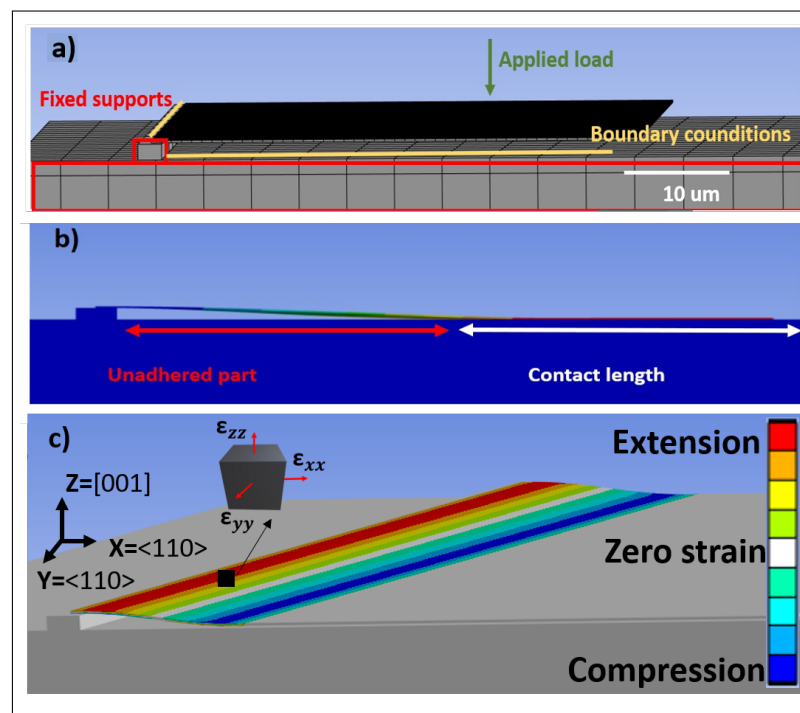 a)
Applied load
Fixed supports
Boundary counditions
10 um
b)
Unadhered part
Contact length
c)
εzz
εxx
εyy
Z=[001]
X=<110>
Y=<110>
Extension
Zero strain
Compression